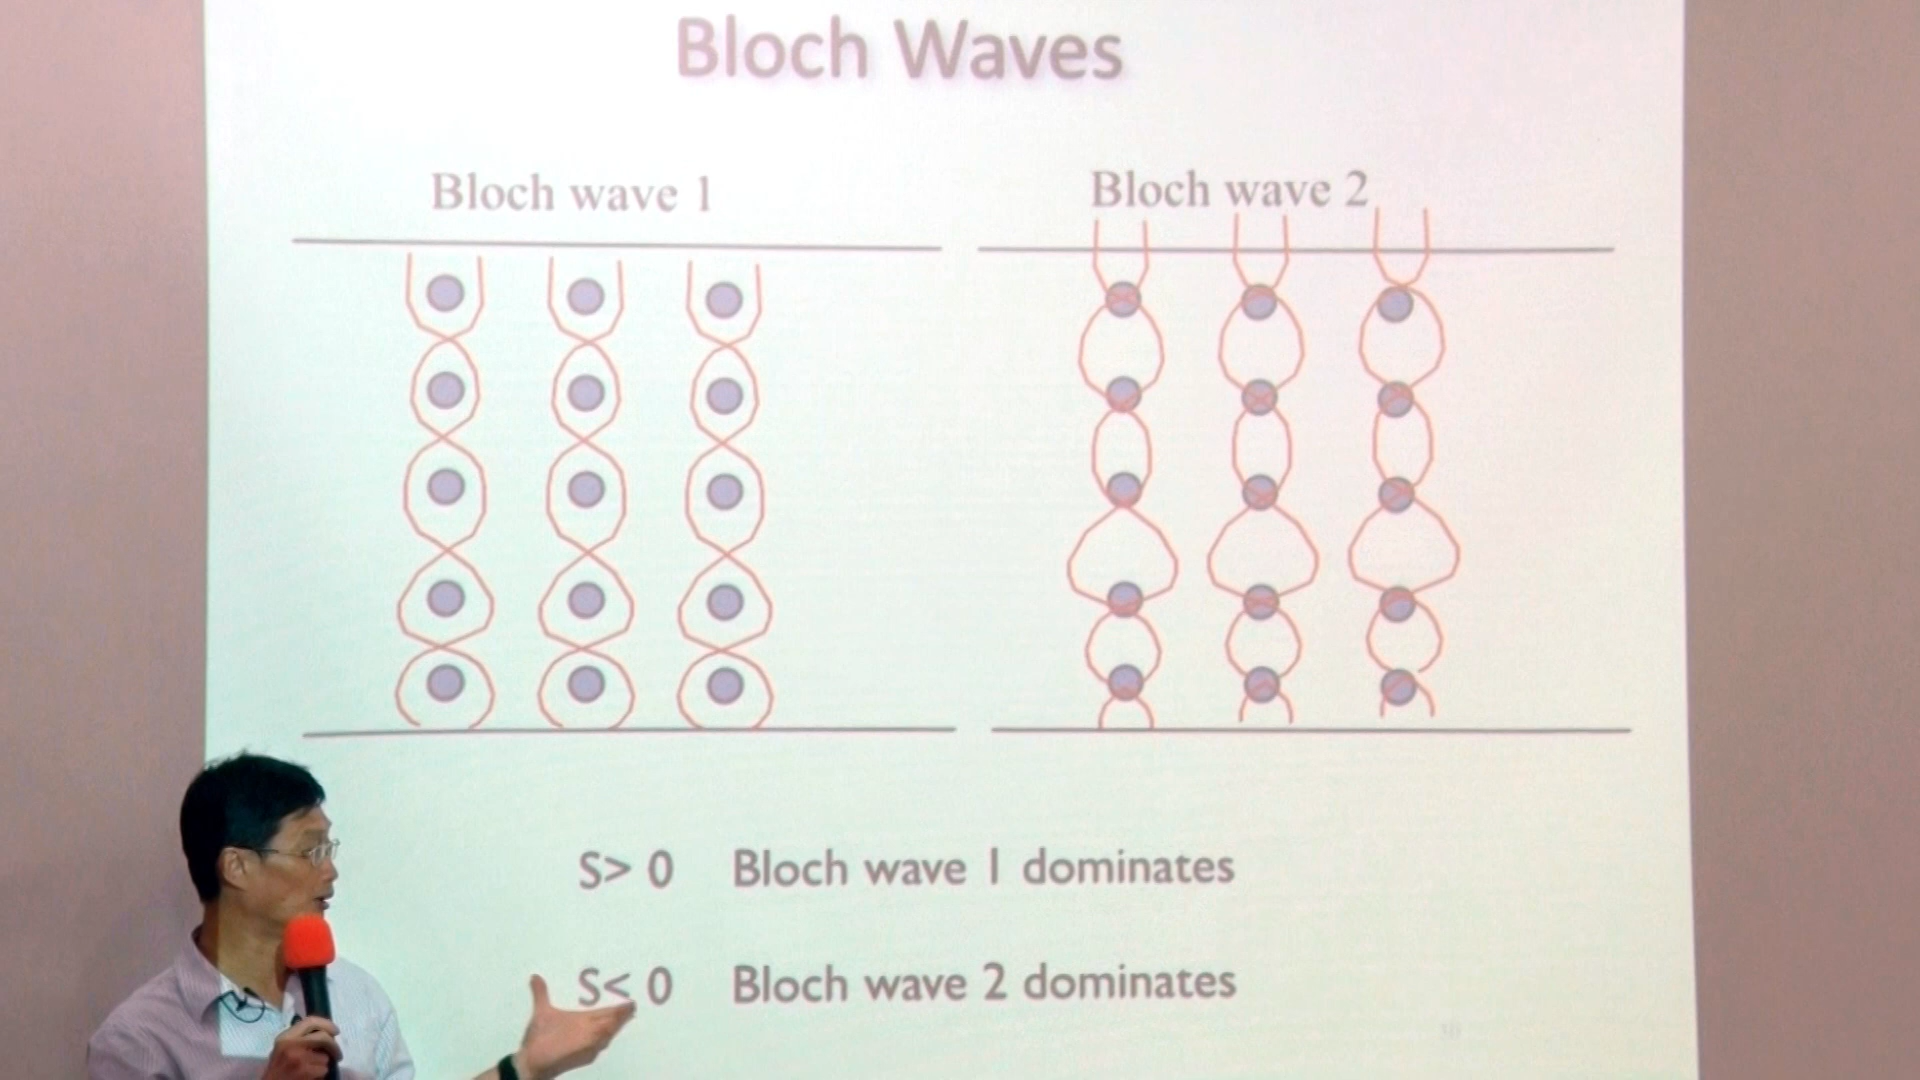 Bloch Waves
Bloch wave 1
Bloch wave 2
S> 0 Bloch wave 1 dominates
S< 0 Bloch wave 2 dominates